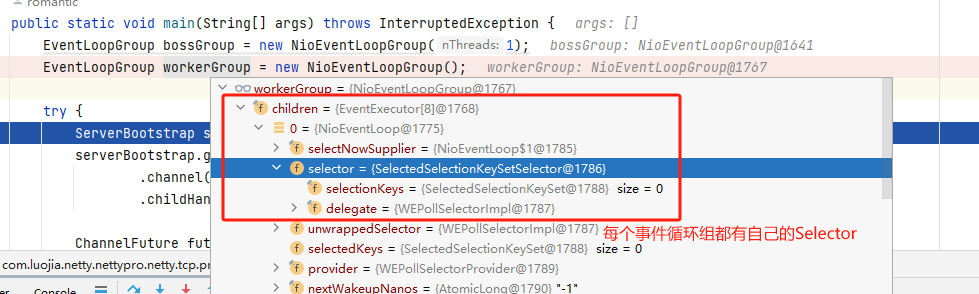 romantic
public static void main(String[] args) throws InterruptedException { args: []
EventLoopGroup bossGroup = new NioEventLoopGroup( nThreads: 1); bossGroup: NioEventLoopGroup@1641
EventLoopGroup workerGroup = new NioEventLoopGroup(); workerGroup: NioEventLoopGroup@1767
workerGroup = {NioEventLoopGroup@1767}
children = {EventExecutor[8]@1768}
try {
0 = {NioEventLoop@1775}
ServerBootstrap s
selectNowSupplier = {NioEventLoop$1@1785}
serverBootstrap.g
selector = {SelectedSelectionKeySetSelector@1786}
.channel(
selectionKeys = {SelectedSelectionKeySet@1788} size = 0
.childHan
delegate = {WEPollSelectorImpl@1787}
unwrappedSelector = {WEPollSelectorImpl@1787}
每个事件循环组都有自己的Selector
ChannelFuture fut
selectedKeys = {SelectedSelectionKeySet@1788} size = 0
com.luojia.netty.nettypro.netty.tcp.pr
provider = {WEPollSelectorProvider@1789}
Console
nextWakeupNanos = {AtomicLong@1790} "-1"